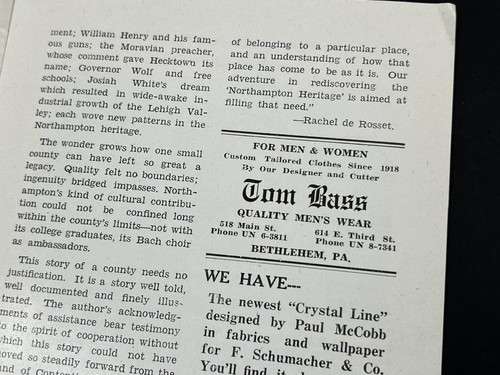 ment; William Henry and his fam-
ous guns; the Moravian preacher,
whose comment gave Hecktown its
name; Governor Wolf and free
schools; Josiah White's dream
which resulted in wide-awake in-
dustrial growth of the Lehigh Val-
ley; each wove new patterns in the
Northampton heritage.
The wonder grows how one small
county can have left so great a
legacy. Quality felt no boundaries;
ingenuity bridged impasses. North-
ampton's kind of cultural contribu-
tion could not be confined long
within the county's limits—not with
its college graduates, its Bach choir
as ambassadors.
This story of a county needs no
justification. It is a story well told,
well documented and finely illus-
trated. The author's acknowledg-
ments of assistance bear testimony
to the spirit of cooperation without
which this story could not have
moved so steadily forward from the
of belonging to a particular place,
and an understanding of how that
place has come to be as it is. Our
adventure in rediscovering the
'Northampton Heritage' is aimed at
filling that need."
—Rachel de Rosset.
FOR MEN & WOMEN
Custom Tailored Clothes Since 1918
By Our Designer and Cutter
Tom Bass
QUALITY MEN'S WEAR
518 Main St. 614 E. Third St.
Phone UN 6-3811 Phone UN 8-7341
BETHLEHEM, PA.
WE HAVE---
The newest "Crystal Line"
designed by Paul McCobb
in fabrics and wallpaper
for F. Schumacher & Co.
You'll find it